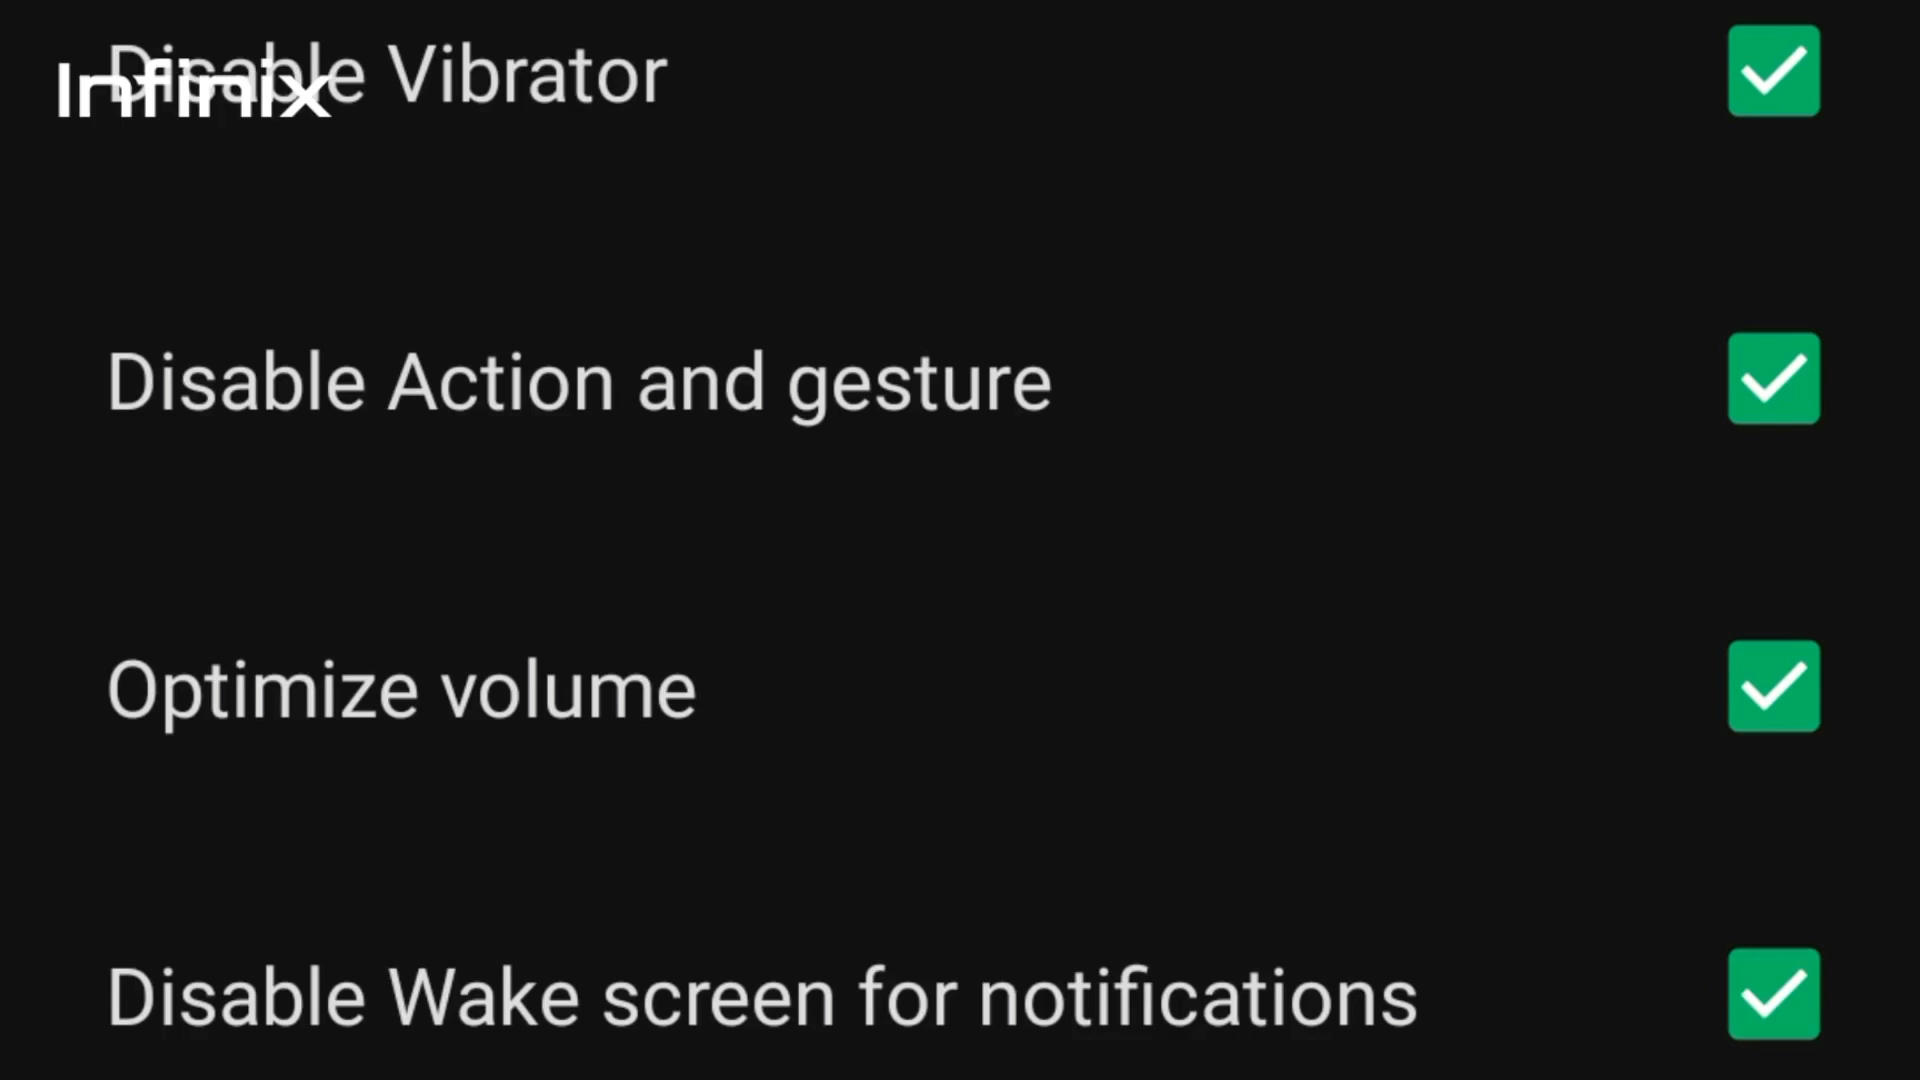 Disable Vibrator
Infinix
Disable Action and gesture
Optimize volume
Disable Wake screen for notifications